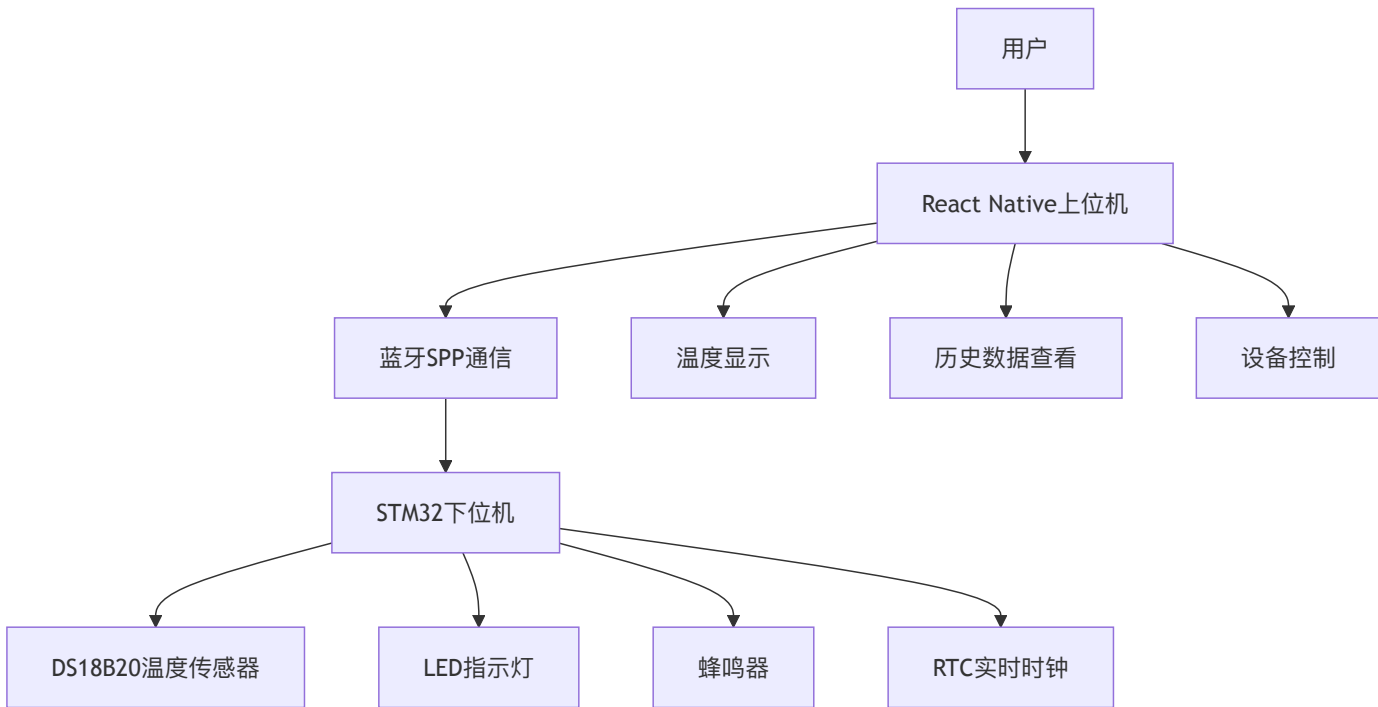 用户
React Native上位机
蓝牙SPP通信
温度显示
历史数据查看
设备控制
STM32下位机
DS18B20温度传感器
LED指示灯
蜂鸣器
RTC实时时钟